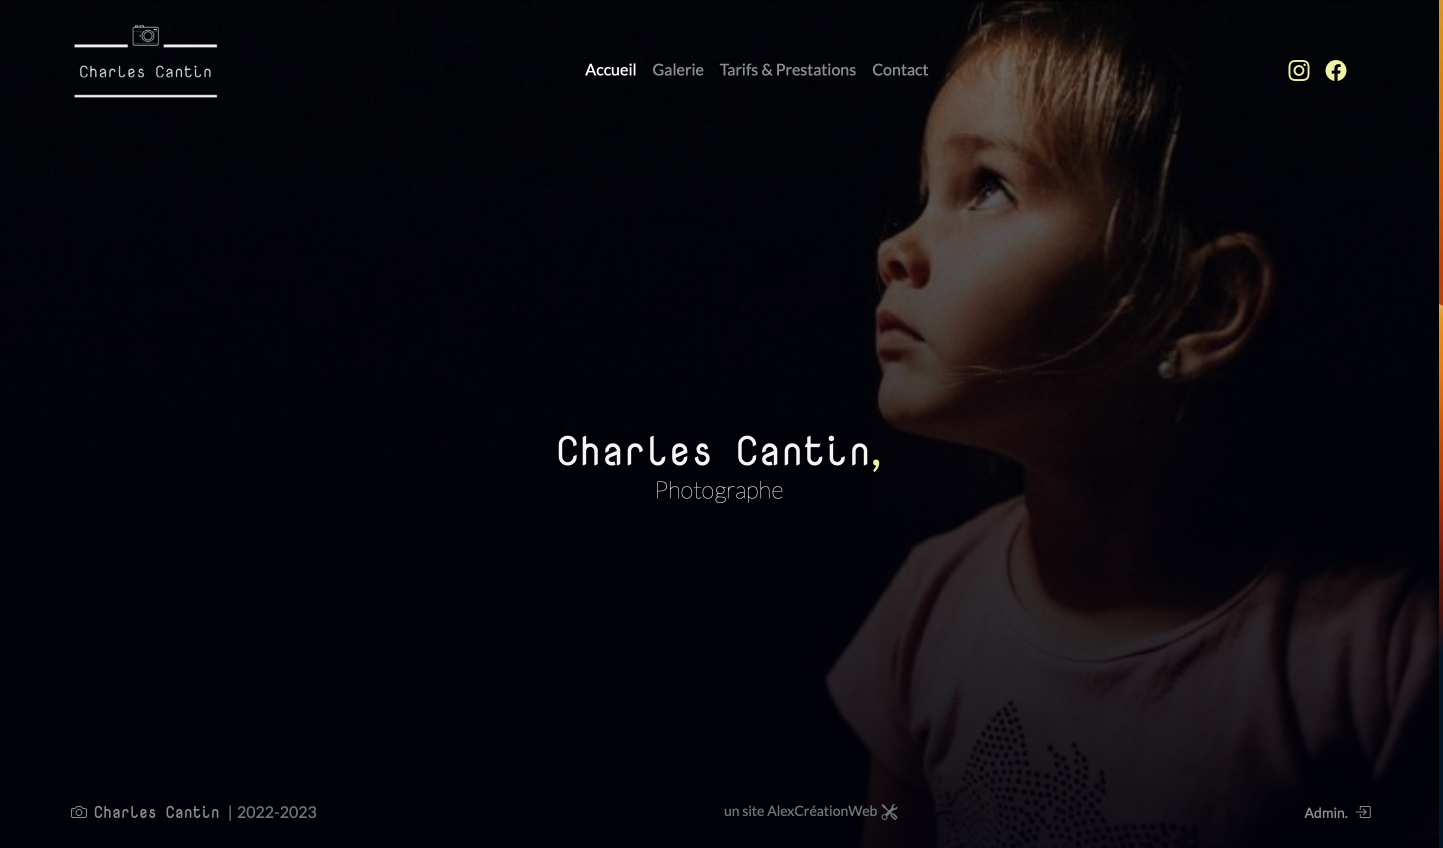 Charles Cantin
Accueil Galerie Tarifs & Prestations Contact
Charles Cantin,
Photographe
Charles Cantin | 2022-2023
un site AlexCréationWeb
Admin.